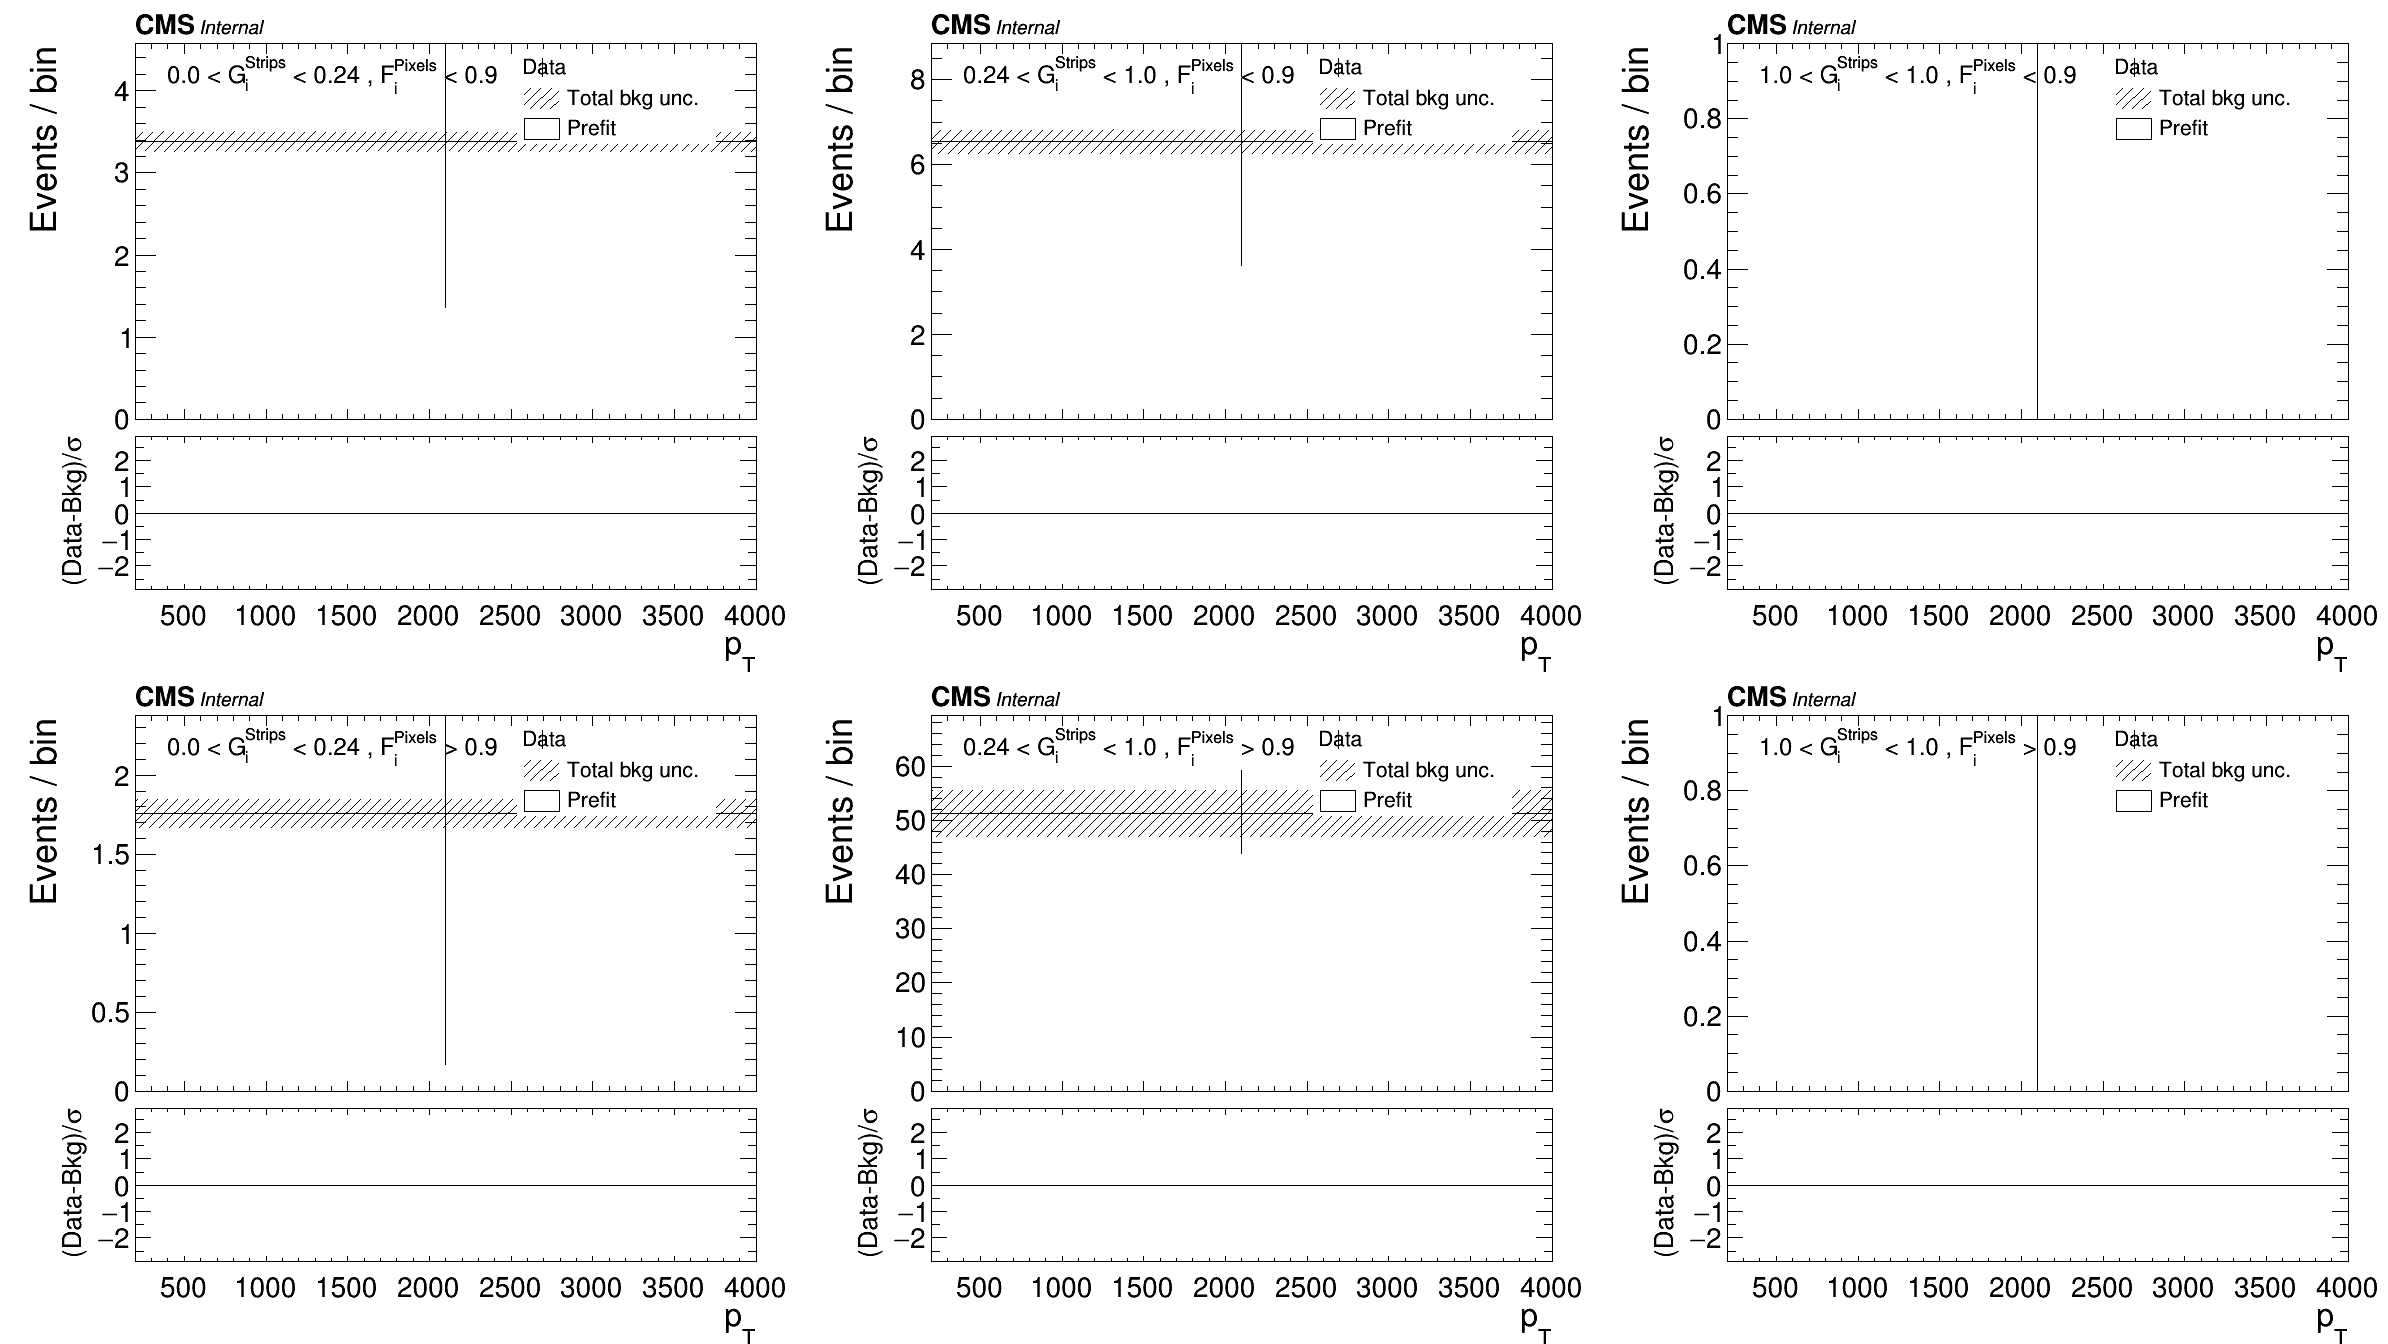 CMS Internal
Events / bin
0.0 < G_i^Strips < 0.24 , F_i^Pixels < 0.9
Data
Total bkg unc.
Prefit
4
3
2
1
0
(Data-Bkg)/σ
2
1
0
−1
−2
500 1000 1500 2000 2500 3000 3500 4000
p_T
CMS Internal
Events / bin
0.24 < G_i^Strips < 1.0 , F_i^Pixels < 0.9
Data
Total bkg unc.
Prefit
8
6
4
2
0
(Data-Bkg)/σ
2
1
0
−1
−2
500 1000 1500 2000 2500 3000 3500 4000
p_T
CMS Internal
Events / bin
1.0 < G_i^Strips < 1.0 , F_i^Pixels < 0.9
Data
Total bkg unc.
Prefit
1
0.8
0.6
0.4
0.2
0
(Data-Bkg)/σ
2
1
0
−1
−2
500 1000 1500 2000 2500 3000 3500 4000
p_T
CMS Internal
Events / bin
0.0 < G_i^Strips < 0.24 , F_i^Pixels > 0.9
Data
Total bkg unc.
Prefit
2
1.5
1
0.5
0
(Data-Bkg)/σ
2
1
0
−1
−2
500 1000 1500 2000 2500 3000 3500 4000
p_T
CMS Internal
Events / bin
0.24 < G_i^Strips < 1.0 , F_i^Pixels > 0.9
Data
Total bkg unc.
Prefit
60
50
40
30
20
10
0
(Data-Bkg)/σ
2
1
0
−1
−2
500 1000 1500 2000 2500 3000 3500 4000
p_T
CMS Internal
Events / bin
1.0 < G_i^Strips < 1.0 , F_i^Pixels > 0.9
Data
Total bkg unc.
Prefit
1
0.8
0.6
0.4
0.2
0
(Data-Bkg)/σ
2
1
0
−1
−2
500 1000 1500 2000 2500 3000 3500 4000
p_T